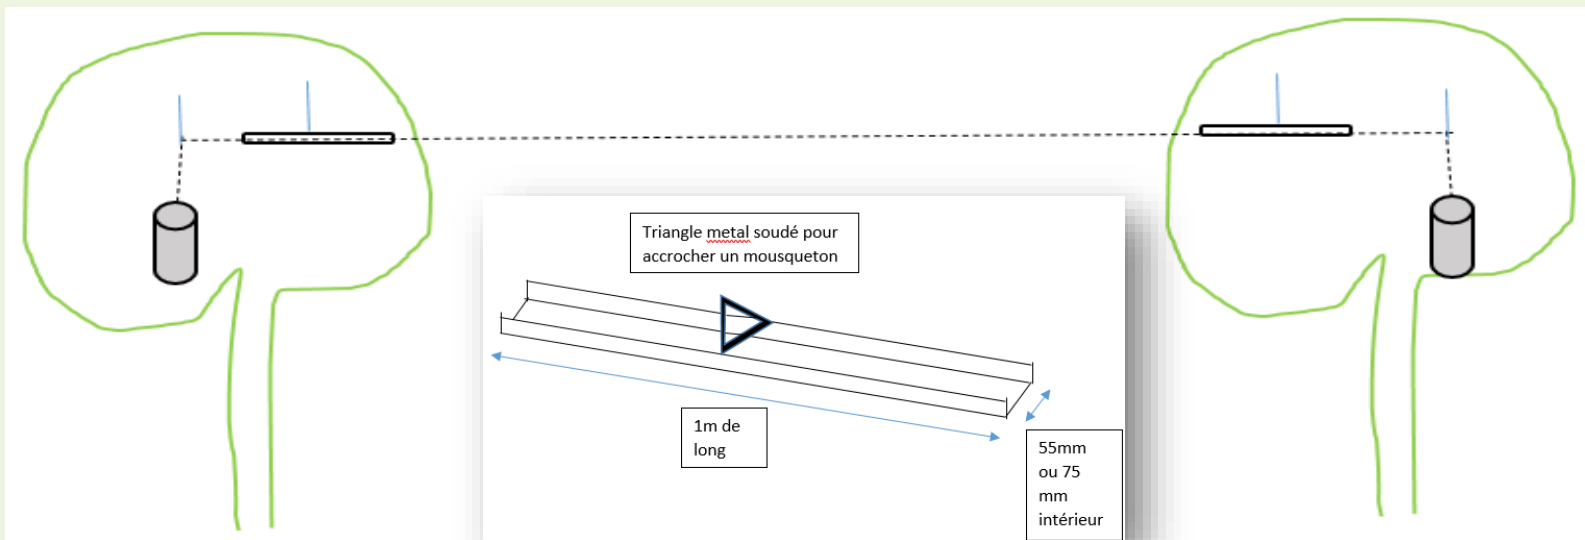 Triangle metal soudé pour
accrocher un mousqueton
1m de
long
55mm
ou 75
mm
intérieur